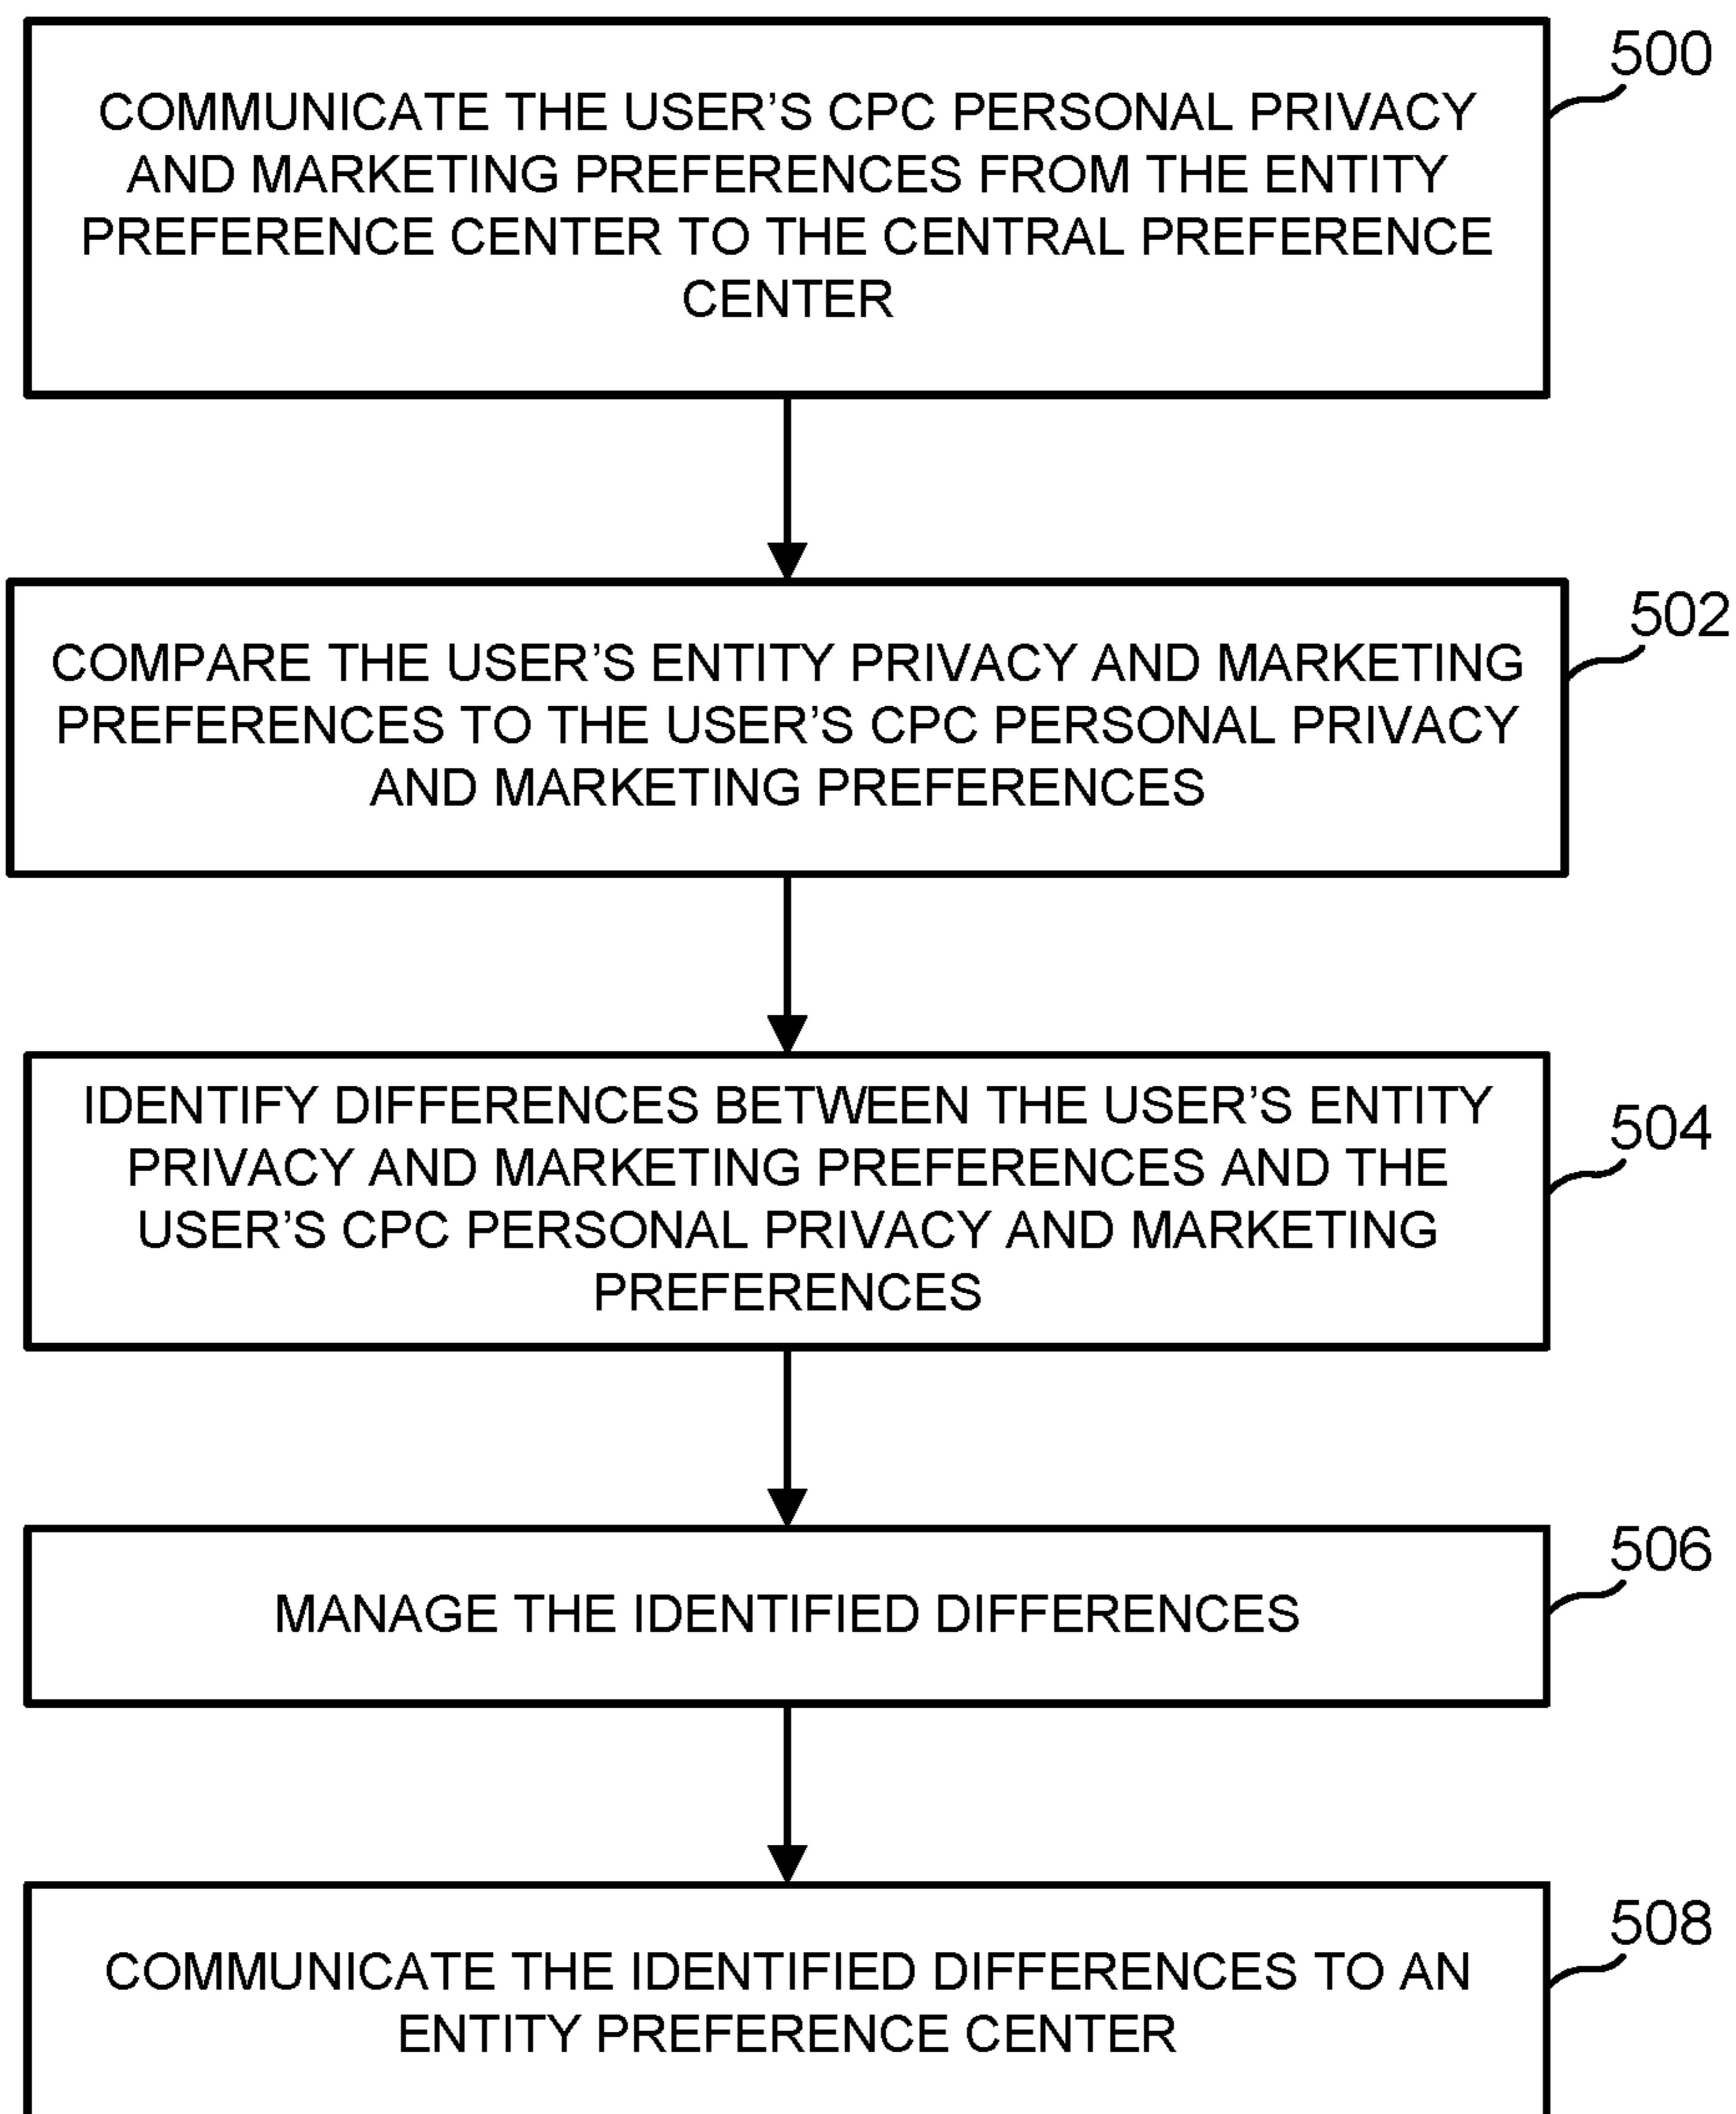 500
COMMUNICATE THE USER'S CPC PERSONAL PRIVACY
AND MARKETING PREFERENCES FROM THE ENTITY
PREFERENCE CENTER TO THE CENTRAL PREFERENCE
CENTER
502
COMPARE THE USER'S ENTITY PRIVACY AND MARKETING
PREFERENCES TO THE USER'S CPC PERSONAL PRIVACY
AND MARKETING PREFERENCES
504
IDENTIFY DIFFERENCES BETWEEN THE USER'S ENTITY
PRIVACY AND MARKETING PREFERENCES AND THE
USER'S CPC PERSONAL PRIVACY AND MARKETING
PREFERENCES
506
MANAGE THE IDENTIFIED DIFFERENCES
508
COMMUNICATE THE IDENTIFIED DIFFERENCES TO AN
ENTITY PREFERENCE CENTER